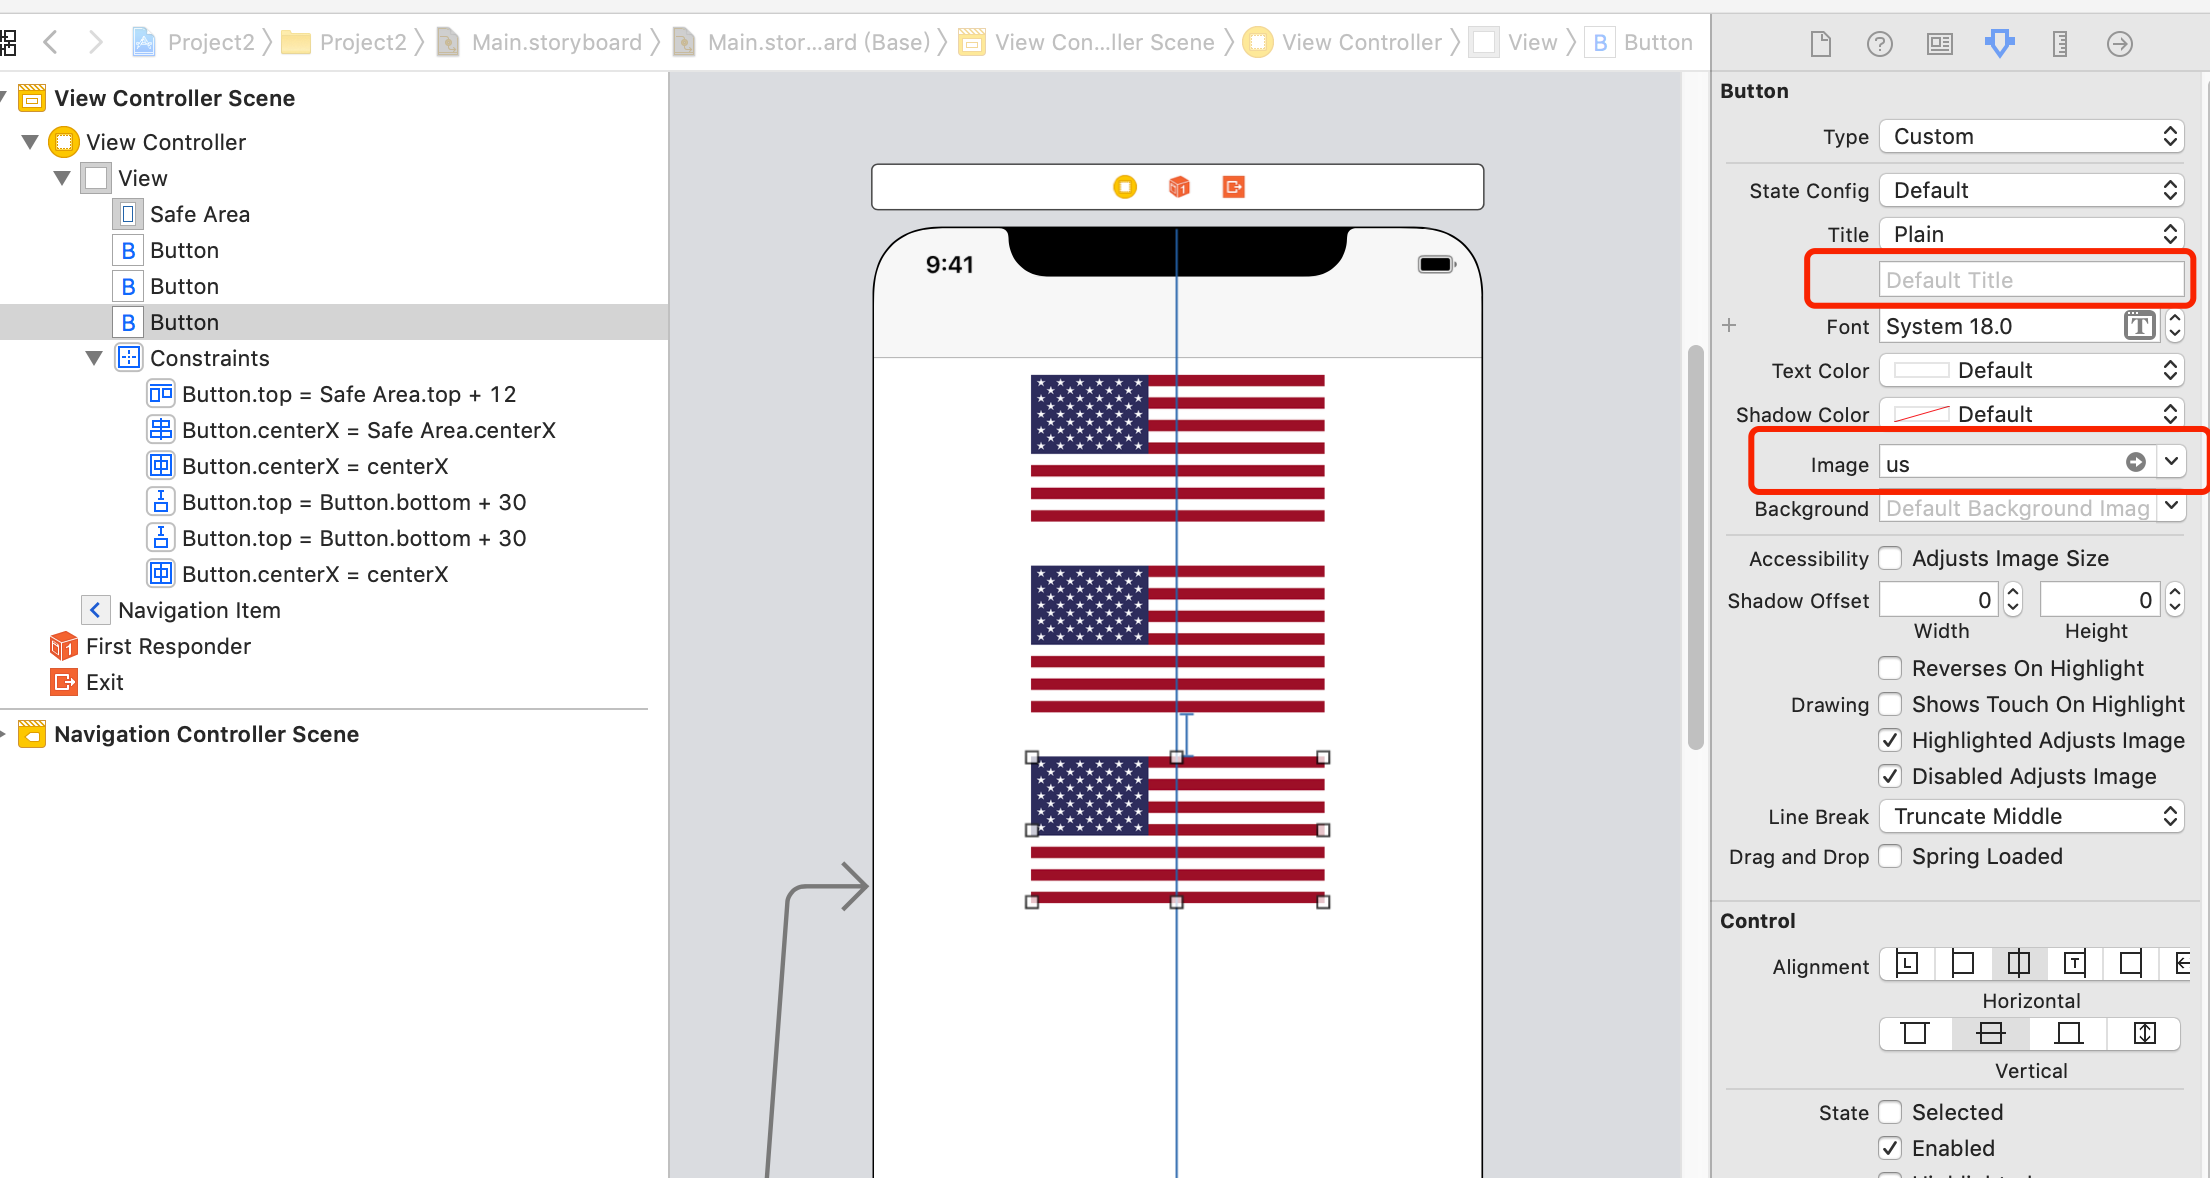 Project2 Project2 Main.storyboard Main.stor...ard (Base) View Con...ller Scene View Controller View B Button
View Controller Scene
View Controller
View
Safe Area
B Button
B Button
B Button
Constraints
Button.top = Safe Area.top + 12
Button.centerX = Safe Area.centerX
Button.centerX = centerX
Button.top = Button.bottom + 30
Button.top = Button.bottom + 30
Button.centerX = centerX
Navigation Item
First Responder
Exit
Navigation Controller Scene
9:41
Button
Type Custom
State Config Default
Title Plain
Default Title
Font System 18.0 T
Text Color Default
Shadow Color Default
Image us
Background Default Background Imag
Accessibility Adjusts Image Size
Shadow Offset 0 0
Width Height
Reverses On Highlight
Drawing Shows Touch On Highlight
Highlighted Adjusts Image
Disabled Adjusts Image
Line Break Truncate Middle
Drag and Drop Spring Loaded
Control
Alignment L T
Horizontal
Vertical
State Selected
Enabled